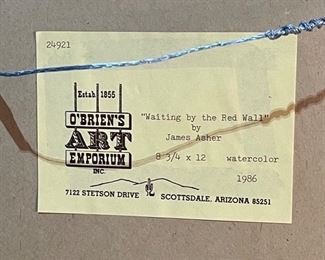 24921
Estab 1855
O'BRIEN'S
ART
EMPORIUM
INC.
"Waiting by the Red Wall"
by
James Asher
8 3/4 x 12 watercolor
1986
7122 STETSON DRIVE SCOTTSDALE, ARIZONA 85251